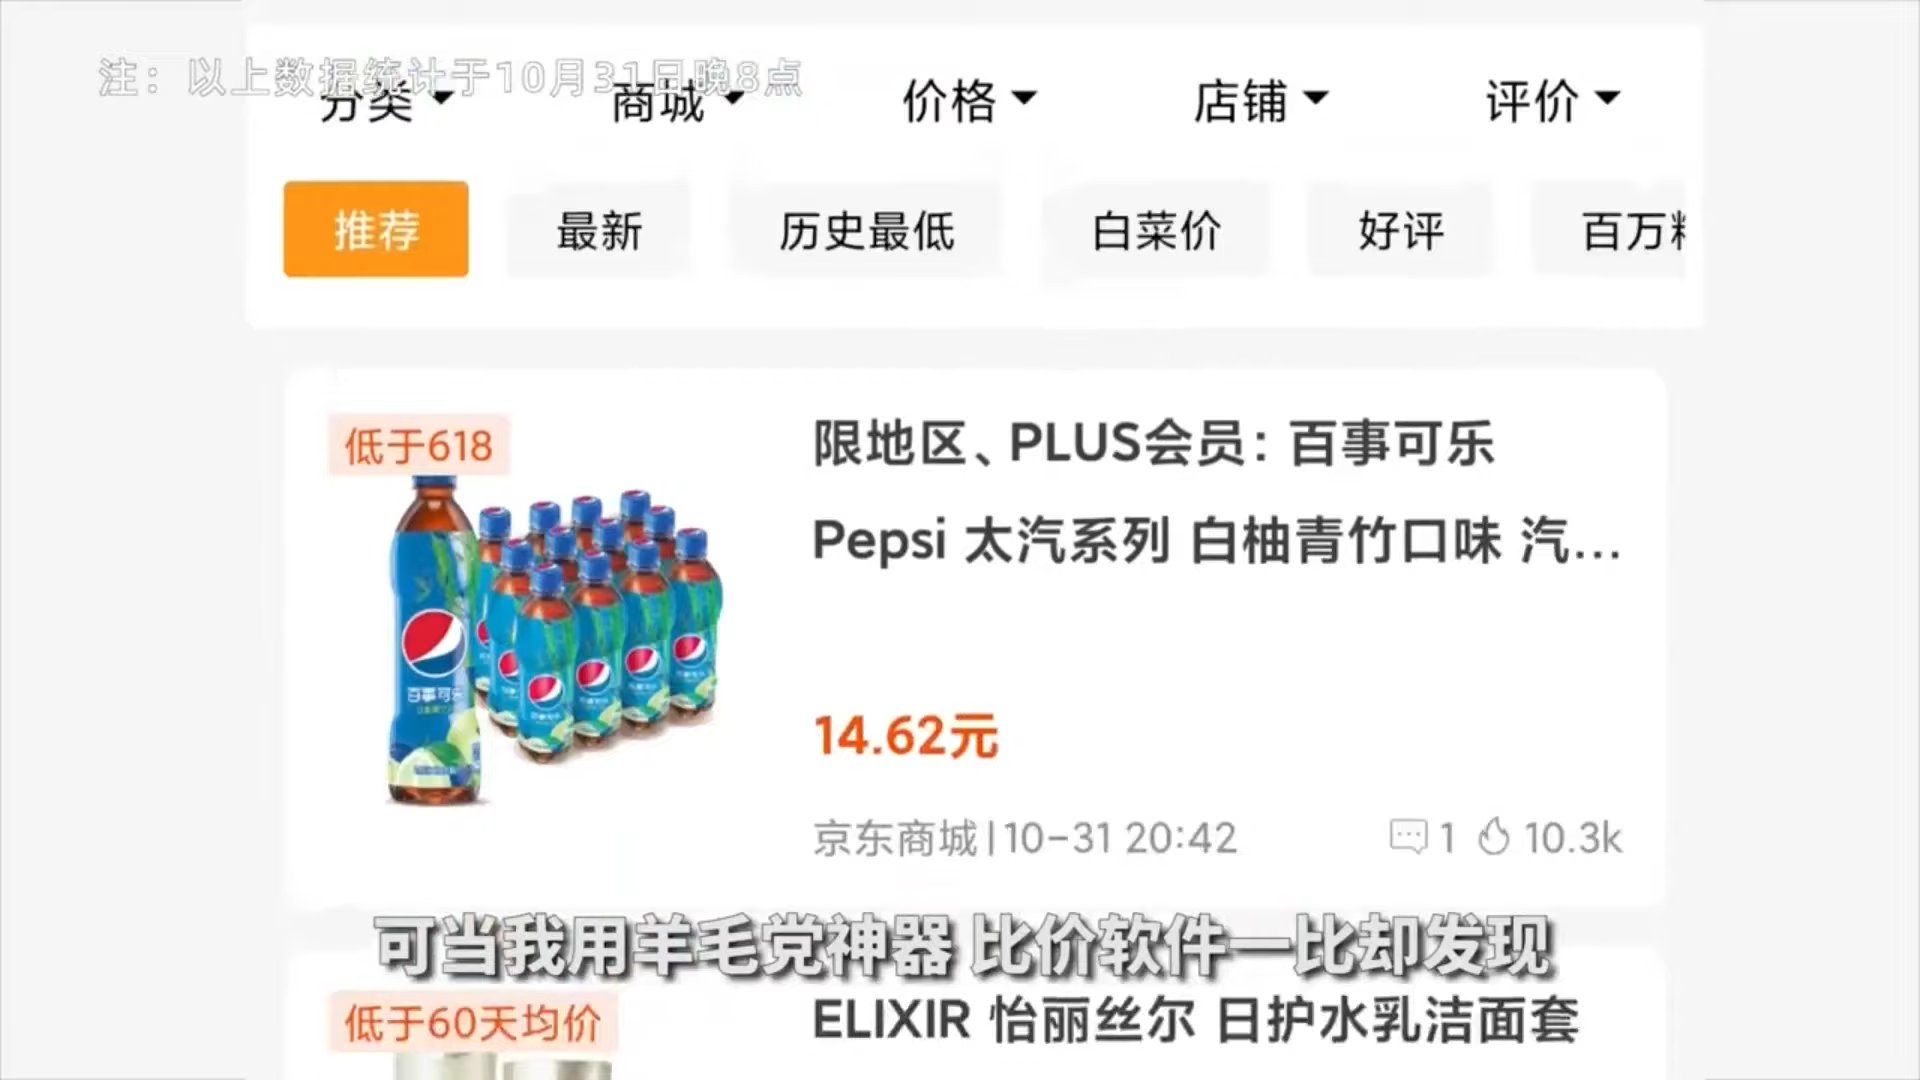 注：以上数据统计于10月31日晚8点
分类 商城 价格 店铺 评价
推荐 最新 历史最低 白菜价 好评 百万
低于618
限地区、PLUS会员：百事可乐
Pepsi 太汽系列 白柚青竹口味 汽...
百事可乐
14.62元
京东商城|10-31 20:42 1 10.3k
可当我用羊毛党神器 比价软件一比却发现
低于60天均价
ELIXIR 怡丽丝尔 日护水乳洁面套